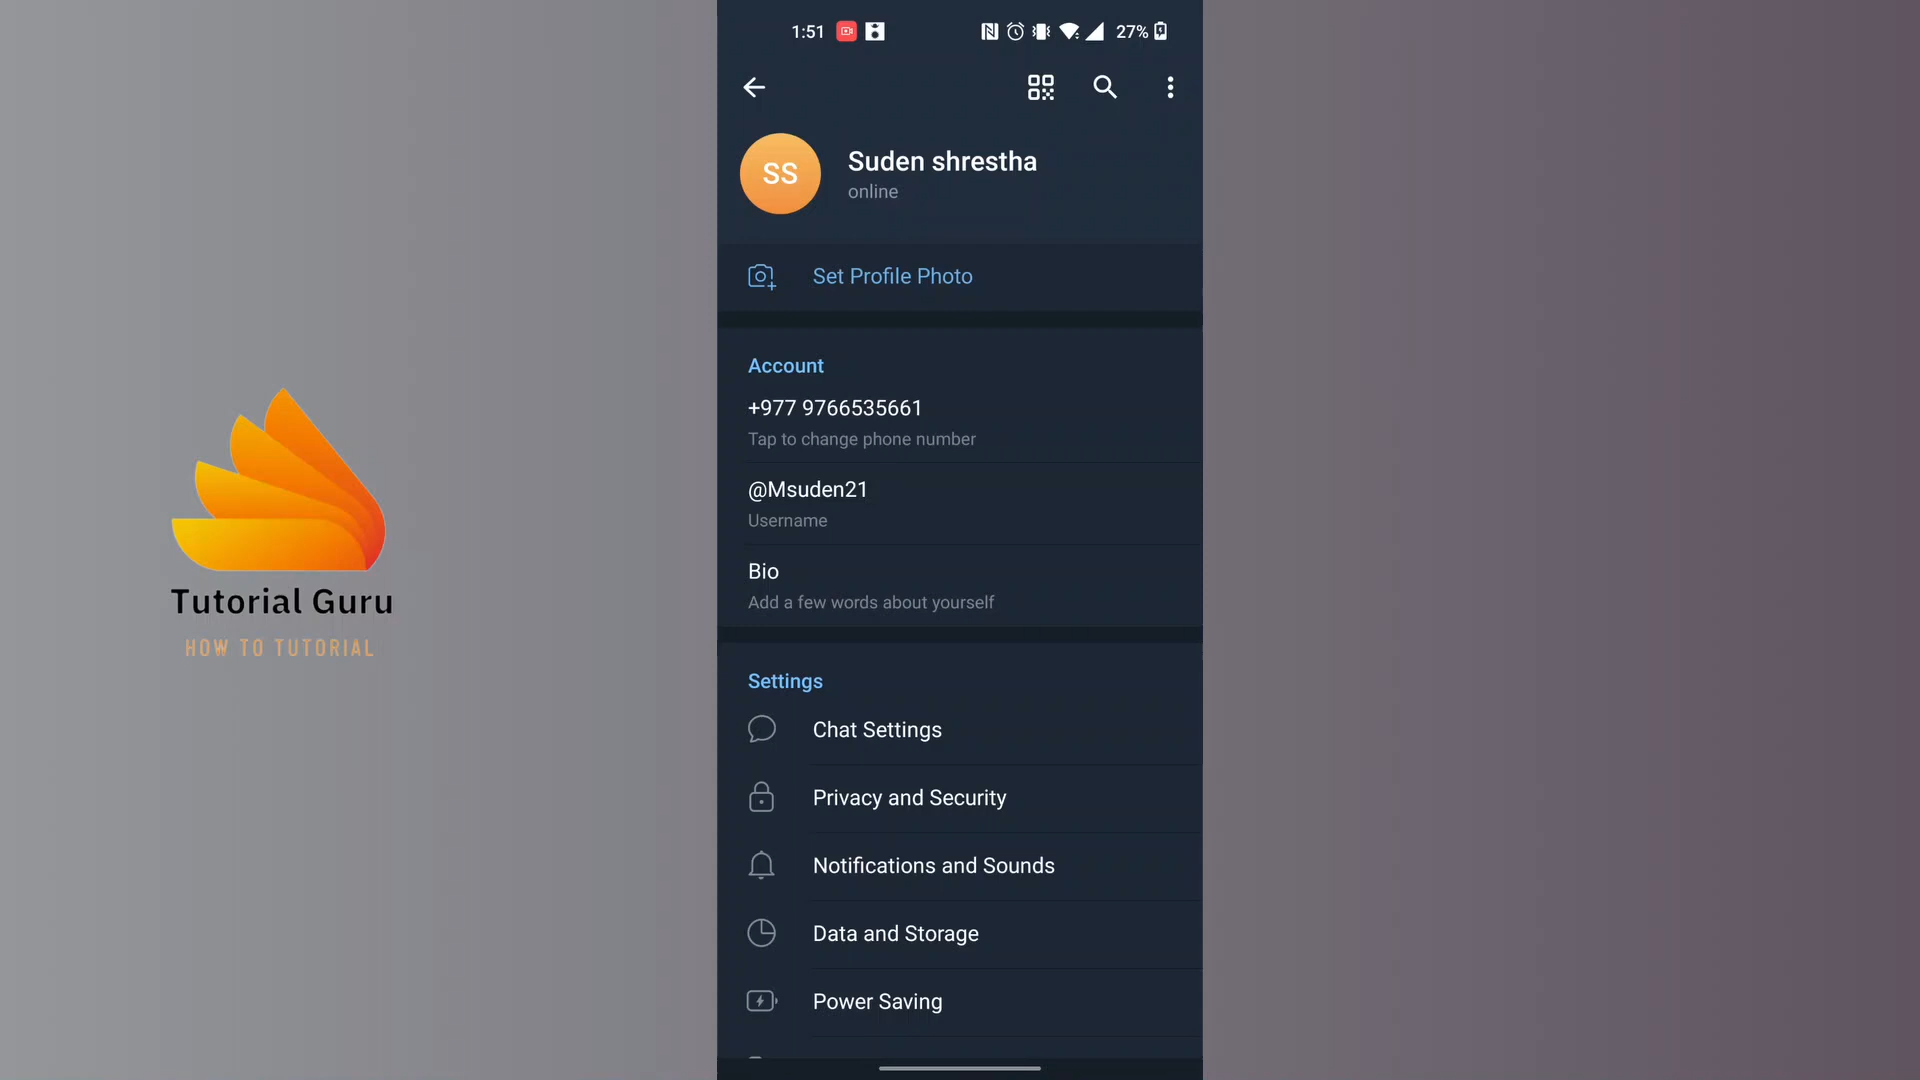 1:51
27%
SS
Suden shrestha
online
Set Profile Photo
Account
+977 9766535661
Tap to change phone number
@Msuden21
Username
Bio
Add a few words about yourself
Settings
Chat Settings
Privacy and Security
Notifications and Sounds
Data and Storage
Power Saving
Tutorial Guru
HOW TO TUTORIAL